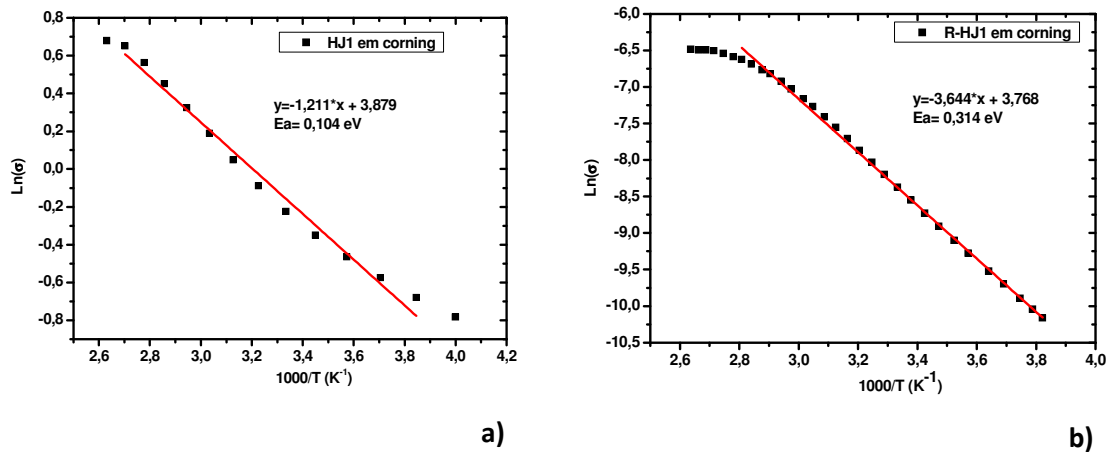 HJ1 em corning
y=-1,211*x + 3,879
Ea= 0,104 eV
Ln(σ)
0,8
0,6
0,4
0,2
0,0
-0,2
-0,4
-0,6
-0,8
2,6 2,8 3,0 3,2 3,4 3,6 3,8 4,0 4,2
1000/T (K⁻¹)
a)
R-HJ1 em corning
y=-3,644*x + 3,768
Ea= 0,314 eV
Ln(σ)
-6,0
-6,5
-7,0
-7,5
-8,0
-8,5
-9,0
-9,5
-10,0
-10,5
2,6 2,8 3,0 3,2 3,4 3,6 3,8 4,0
1000/T (K⁻¹)
b)